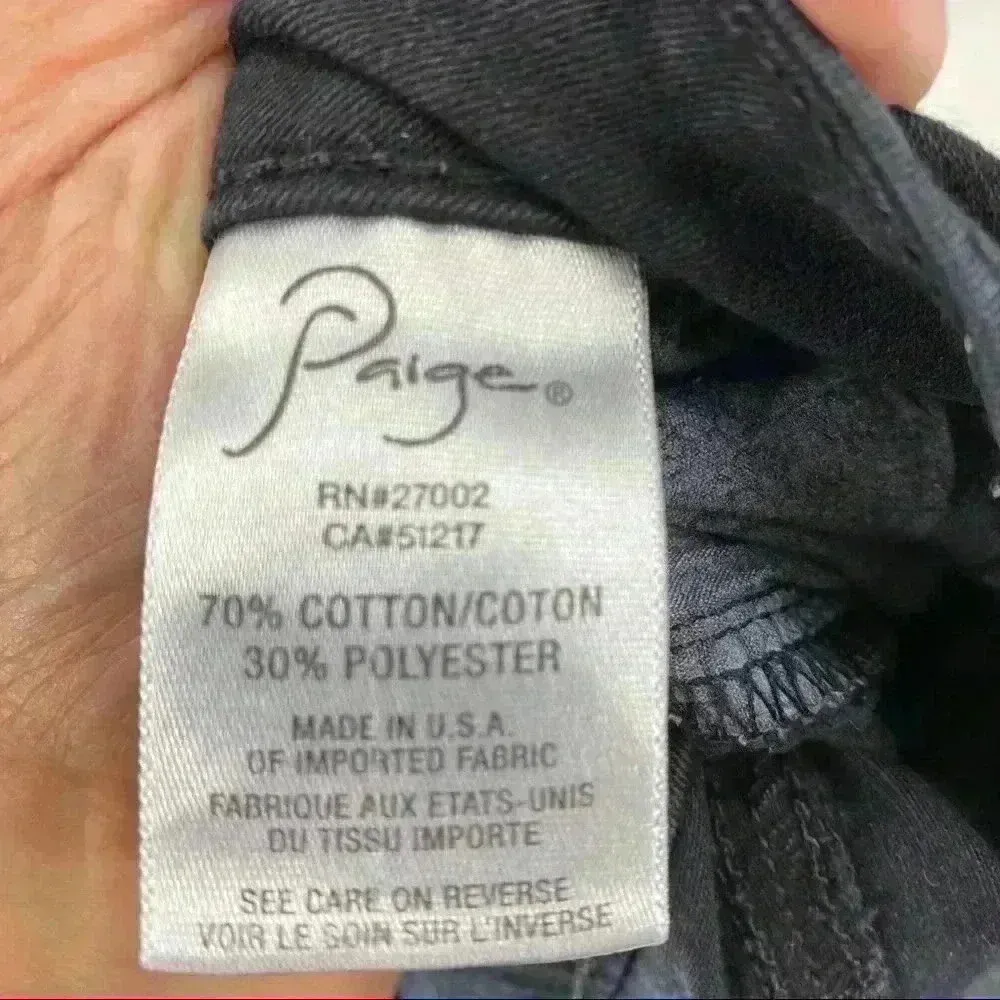 Paige®
RN#27002
CA#51217
70% COTTON/COTON
30% POLYESTER
MADE IN U.S.A.
OF IMPORTED FABRIC
FABRIQUE AUX ETATS-UNIS
DU TISSU IMPORTE
SEE CARE ON REVERSE
VOIR LE SOIN SUR L'INVERSE